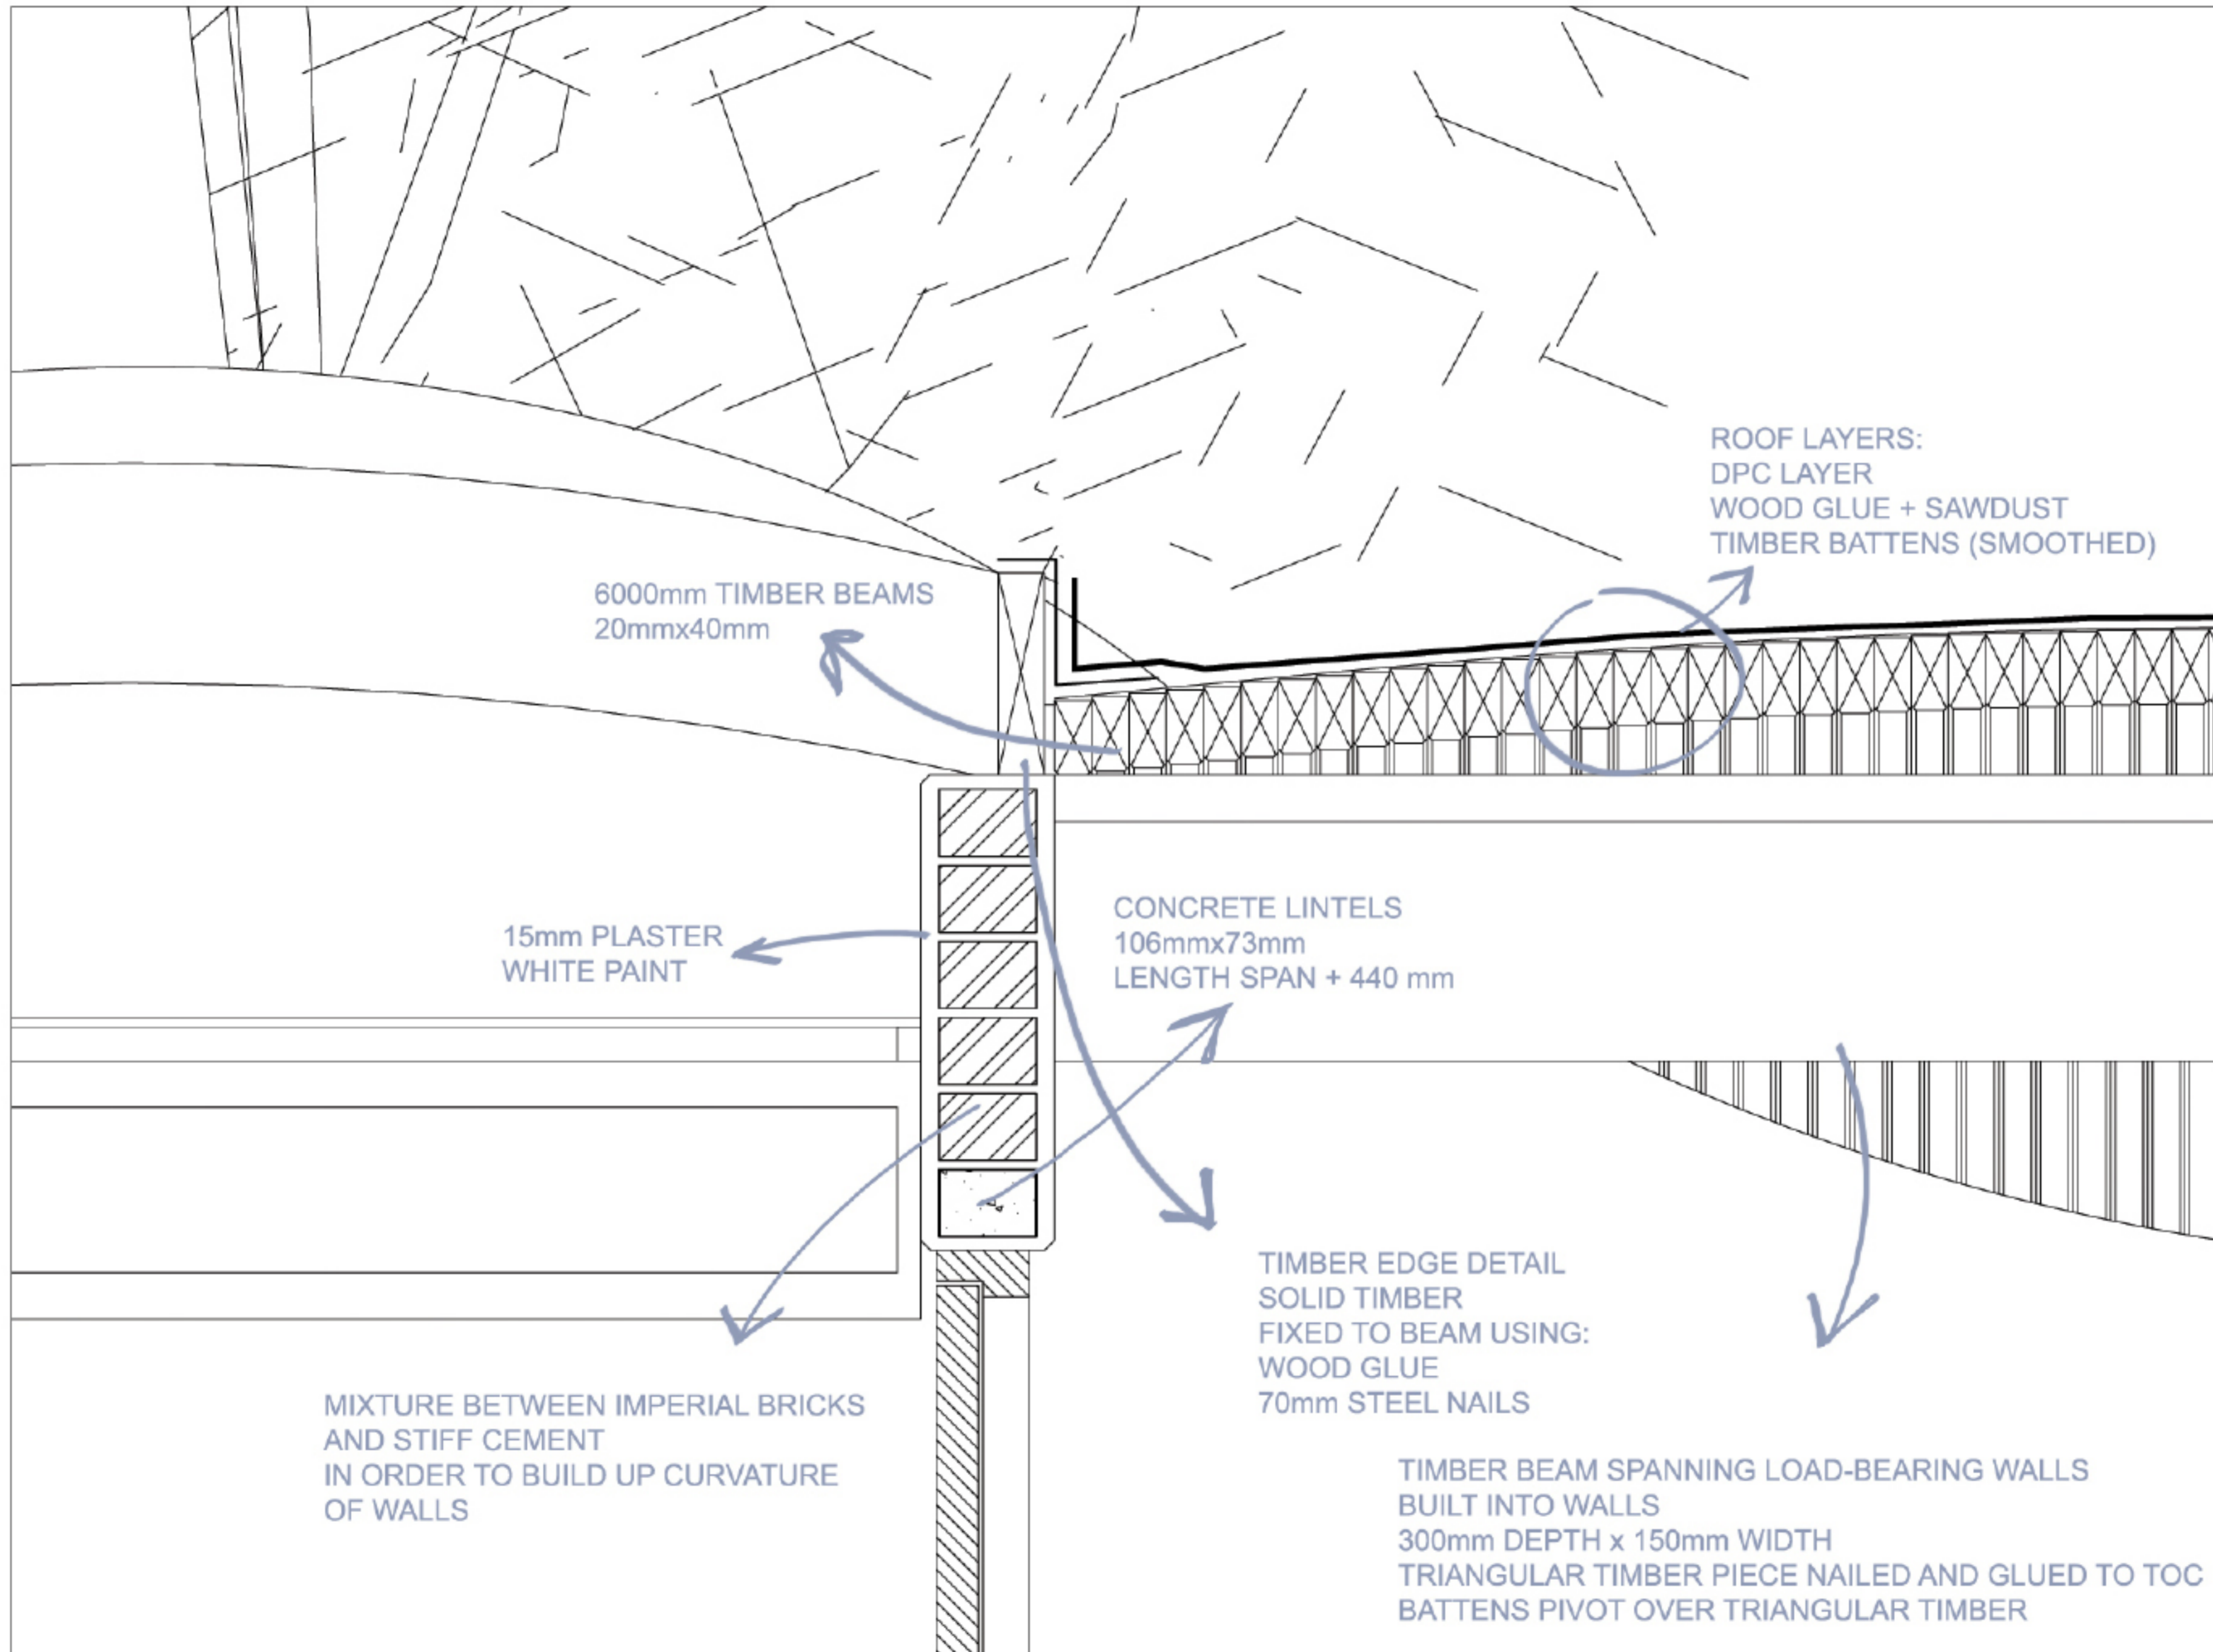 ROOF LAYERS:
DPC LAYER
WOOD GLUE + SAWDUST
TIMBER BATTENS (SMOOTHED)
6000mm TIMBER BEAMS
20mmx40mm
15mm PLASTER
WHITE PAINT
CONCRETE LINTELS
106mmx73mm
LENGTH SPAN + 440 mm
TIMBER EDGE DETAIL
SOLID TIMBER
FIXED TO BEAM USING:
WOOD GLUE
70mm STEEL NAILS
MIXTURE BETWEEN IMPERIAL BRICKS
AND STIFF CEMENT
IN ORDER TO BUILD UP CURVATURE
OF WALLS
TIMBER BEAM SPANNING LOAD-BEARING WALLS
BUILT INTO WALLS
300mm DEPTH x 150mm WIDTH
TRIANGULAR TIMBER PIECE NAILED AND GLUED TO TOC
BATTENS PIVOT OVER TRIANGULAR TIMBER